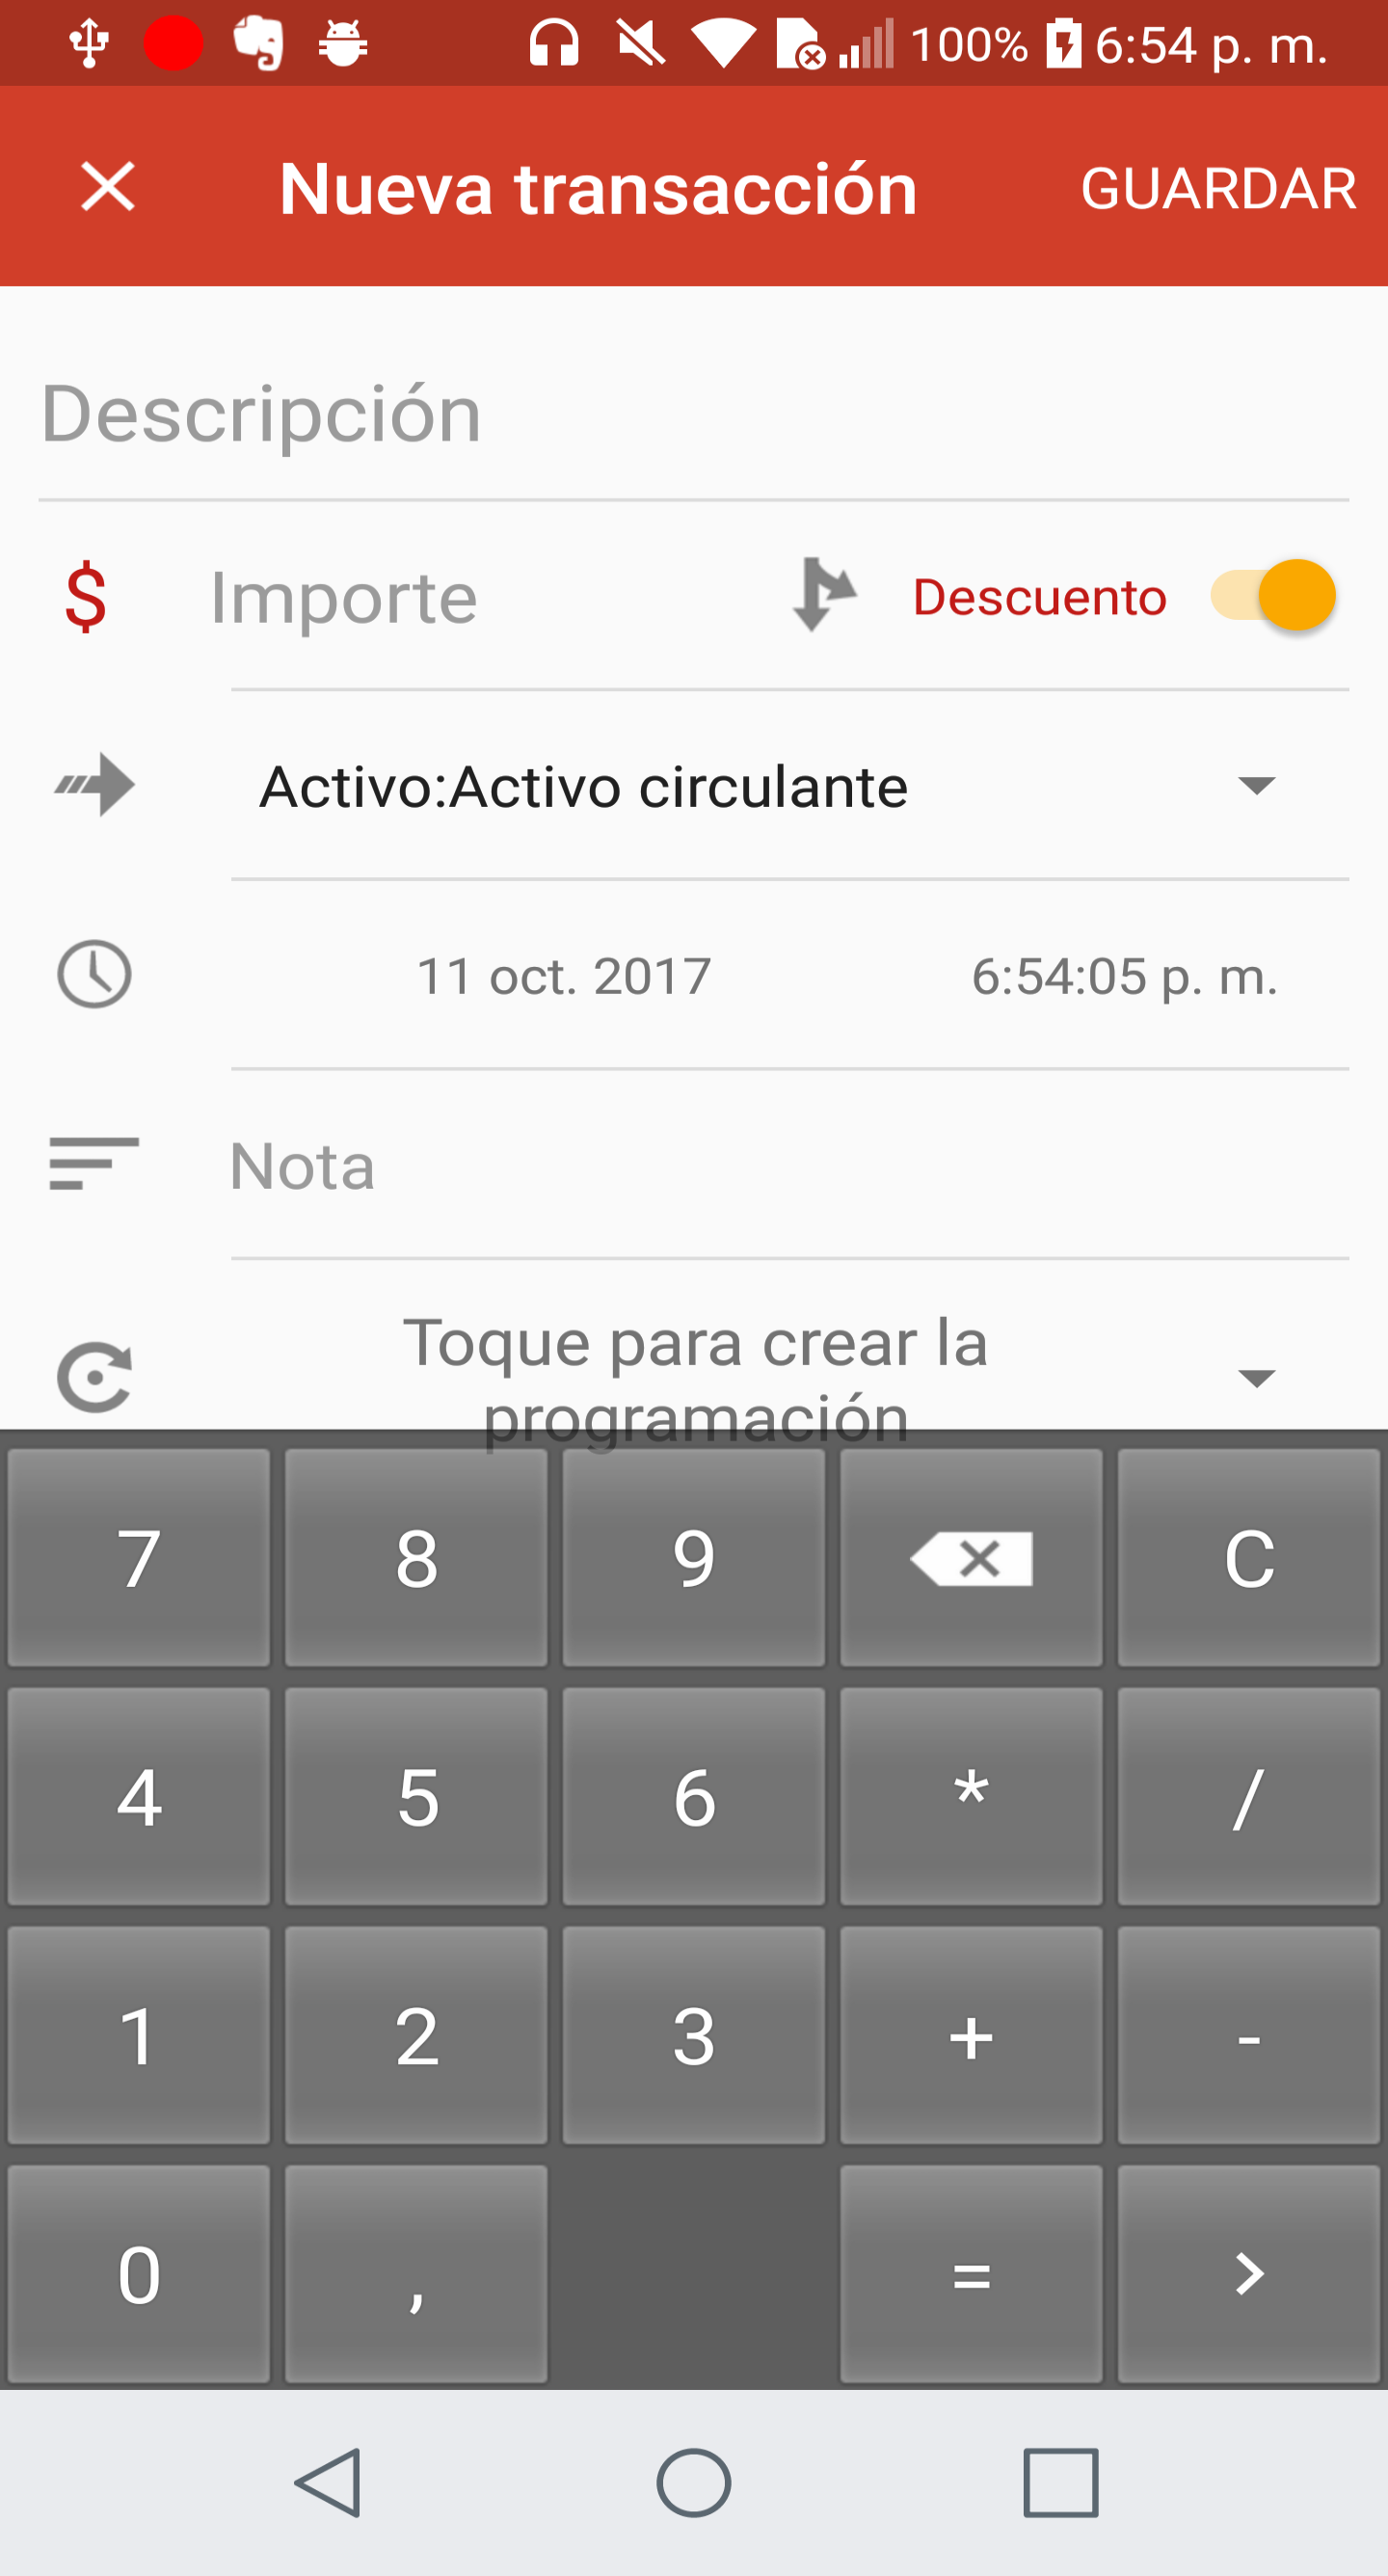 100% 6:54 p. m.
Nueva transacción GUARDAR
Descripción
$ Importe Descuento
Activo:Activo circulante
11 oct. 2017 6:54:05 p. m.
Nota
Toque para crear la
programación
7 8 9 C
4 5 6 * /
1 2 3 + -
0 , = >